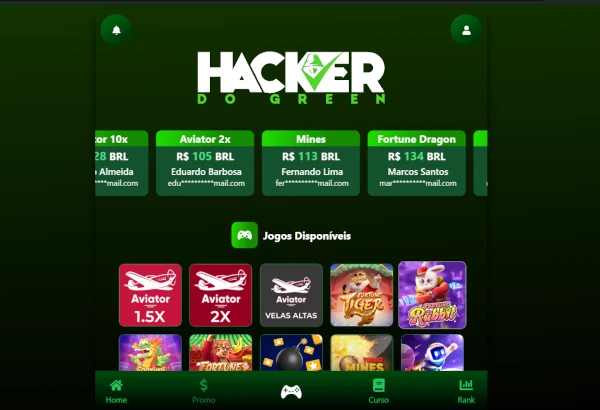 HACKER
DO GREEN
or 10x
Aviator 2x
Mines
Fortune Dragon
28 BRL
R$ 105 BRL
R$ 113 BRL
R$ 134 BRL
Almeida
Eduardo Barbosa
Fernando Lima
Marcos Santos
****mail.com
edu**********mail.com
fer**********mail.com
mar**********mail.com
Jogos Disponíveis
Aviator
1.5X
Aviator
2X
Aviator
VELAS ALTAS
FORTUNE
TIGER
FORTUNE
Rabbit
FORTUNE
FORTUNE
MINES
Home
Promo
Curso
Rank